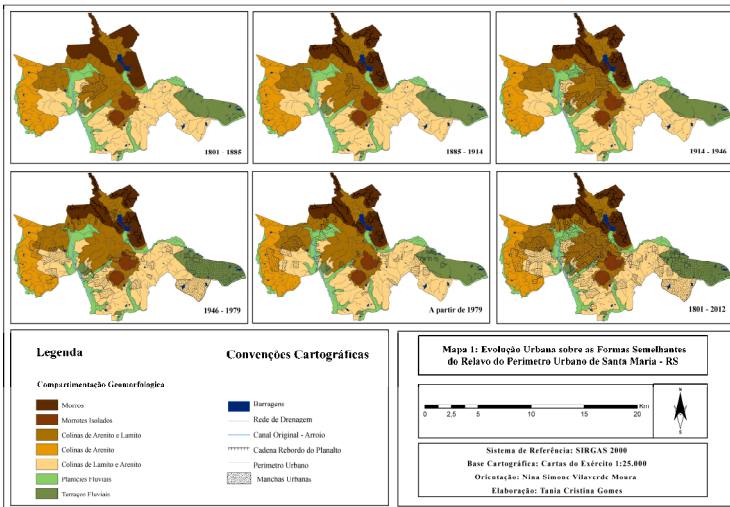 1801 - 1885
1885 - 1914
1914 - 1946
1946 - 1979
A partir de 1979
1801 - 2012
Legenda
Compartimentação Geomorfologica
Morros
Morrotes Isolados
Colinas de Arenito e Lamito
Colinas de Arenito
Colinas de Lamito e Arenito
Planícies Fluviais
Terraços Fluviais
Convenções Cartográficas
Barragens
Rede de Drenagem
Canal Original - Arroio
Cadeia Rebordo do Planalto
Perimetro Urbano
Manchas Urbanas
Mapa 1: Evolução Urbana sobre as Formas Semelhantes
do Relavo do Perímetro Urbano de Santa Maria - RS
0 2,5 5 10 15 20 Km
N
S
Sistema de Referência: SIRGAS 2000
Base Cartográfica: Cartas do Exército 1:25.000
Orientação: Nina Simone Vilaverde Moura
Elaboração: Tania Cristina Gomes